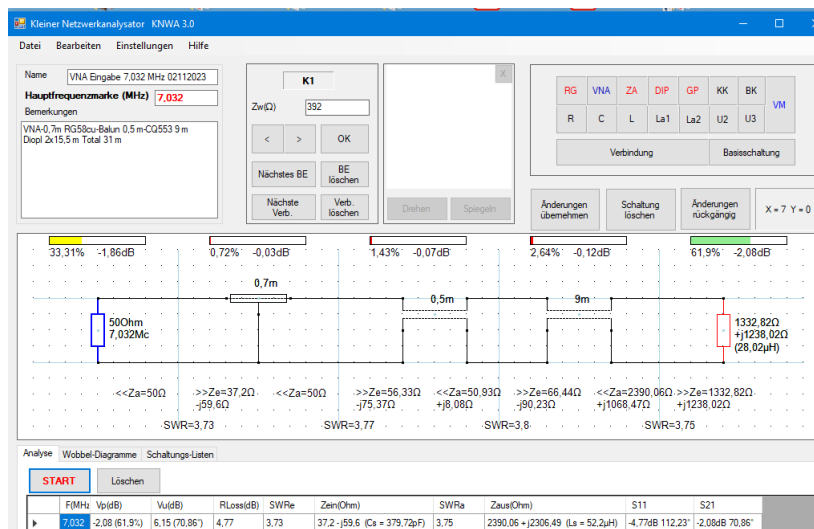 Kleiner Netzwerkanalysator KNWA 3.0
Datei Bearbeiten Einstellungen Hilfe
Name VNA Eingabe 7,032 MHz 02112023
Hauptfrequenzmarke (MHz) 7,032
Bemerkungen
VNA-0,7m RG58cu-Balun 0,5 m-CQ553 9 m
Diopl 2x15,5 m Total 31 m
K1
Zw(Ω) 392
< > OK
Nächstes BE BE löschen
Nächste Verb. Verb. löschen
X
Drehen Spiegeln
RG VNA ZA DIP GP KK BK VM
R C L La1 La2 U2 U3
Verbindung Basisschaltung
Änderungen übernehmen Schaltung löschen Änderungen rückgängig X = 7 Y = 0
33,31% -1,86dB 0,72% -0,03dB 1,43% -0,07dB 2,64% -0,12dB 61,9% -2,08dB
0,7m
0,5m 9m
50Ohm
7,032Mc
1332,82Ω
+j1238,02Ω
(28,02µH)
<<Za=50Ω >>Ze=37,2Ω <<Za=50Ω >>Ze=56,33Ω <<Za=50,93Ω >>Ze=66,44Ω <<Za=2390,06Ω >>Ze=1332,82Ω
-j59,6Ω -j75,37Ω +j8,08Ω -j90,23Ω +j1068,47Ω +j1238,02Ω
SWR=3,73 SWR=3,77 SWR=3,8 SWR=3,75
Analyse Wobbel-Diagramme Schaltungs-Listen
START Löschen
F(MHz Vp(dB) Vu(dB) RLoss(dB) SWRe Zein(Ohm) SWRa Zaus(Ohm) S11 S21
7,032 -2,08 (61,9%) 6,15 (70,86°) 4,77 3,73 37,2 -j59,6 (Cs = 379,72pF) 3,75 2390,06 +j2306,49 (Ls = 52,2µH) -4,77dB 112,23° -2,08dB 70,86°